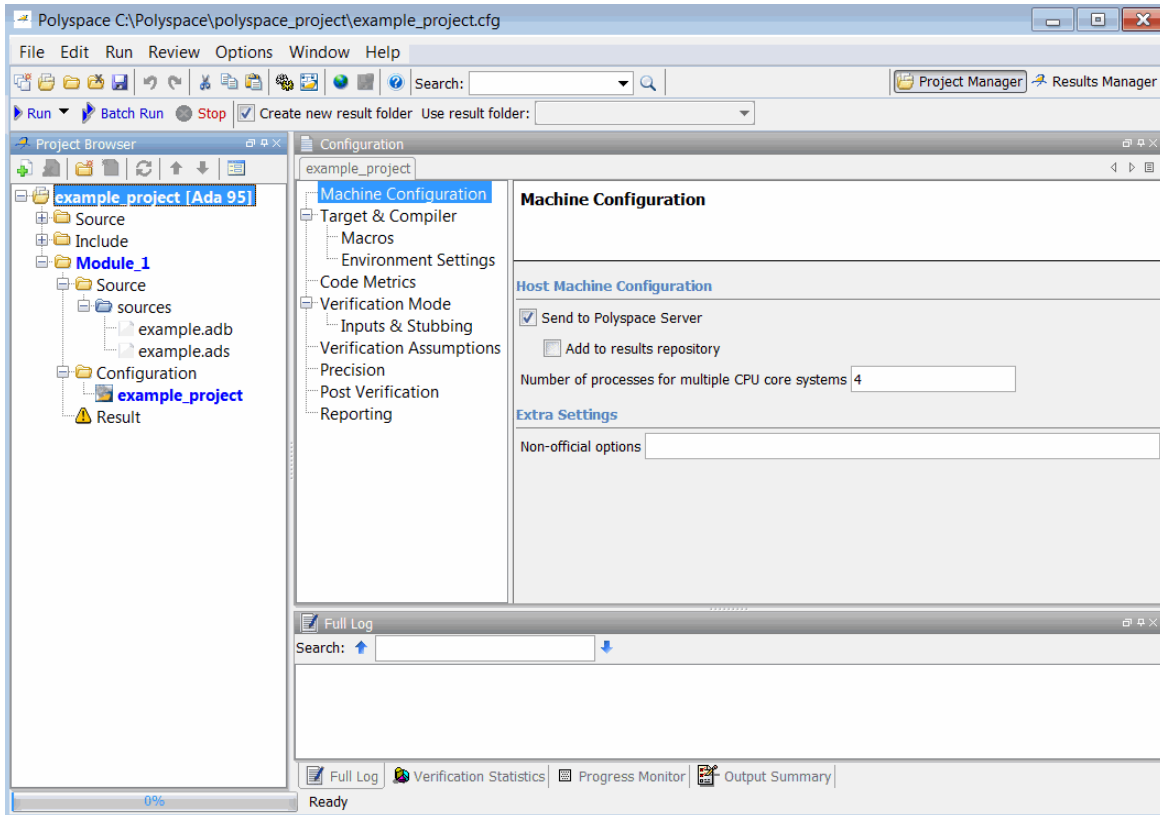 Polyspace C:\Polyspace\polyspace_project\example_project.cfg
File Edit Run Review Options Window Help
Search:
Project Manager
Results Manager
Run Batch Run Stop Create new result folder Use result folder:
Project Browser
example_project [Ada 95]
Source
Include
Module_1
Source
sources
example.adb
example.ads
Configuration
example_project
Result
Configuration
example_project
Machine Configuration
Target & Compiler
Macros
Environment Settings
Code Metrics
Verification Mode
Inputs & Stubbing
Verification Assumptions
Precision
Post Verification
Reporting
Machine Configuration
Host Machine Configuration
Send to Polyspace Server
Add to results repository
Number of processes for multiple CPU core systems 4
Extra Settings
Non-official options
Full Log
Search:
Full Log Verification Statistics Progress Monitor Output Summary
0%
Ready